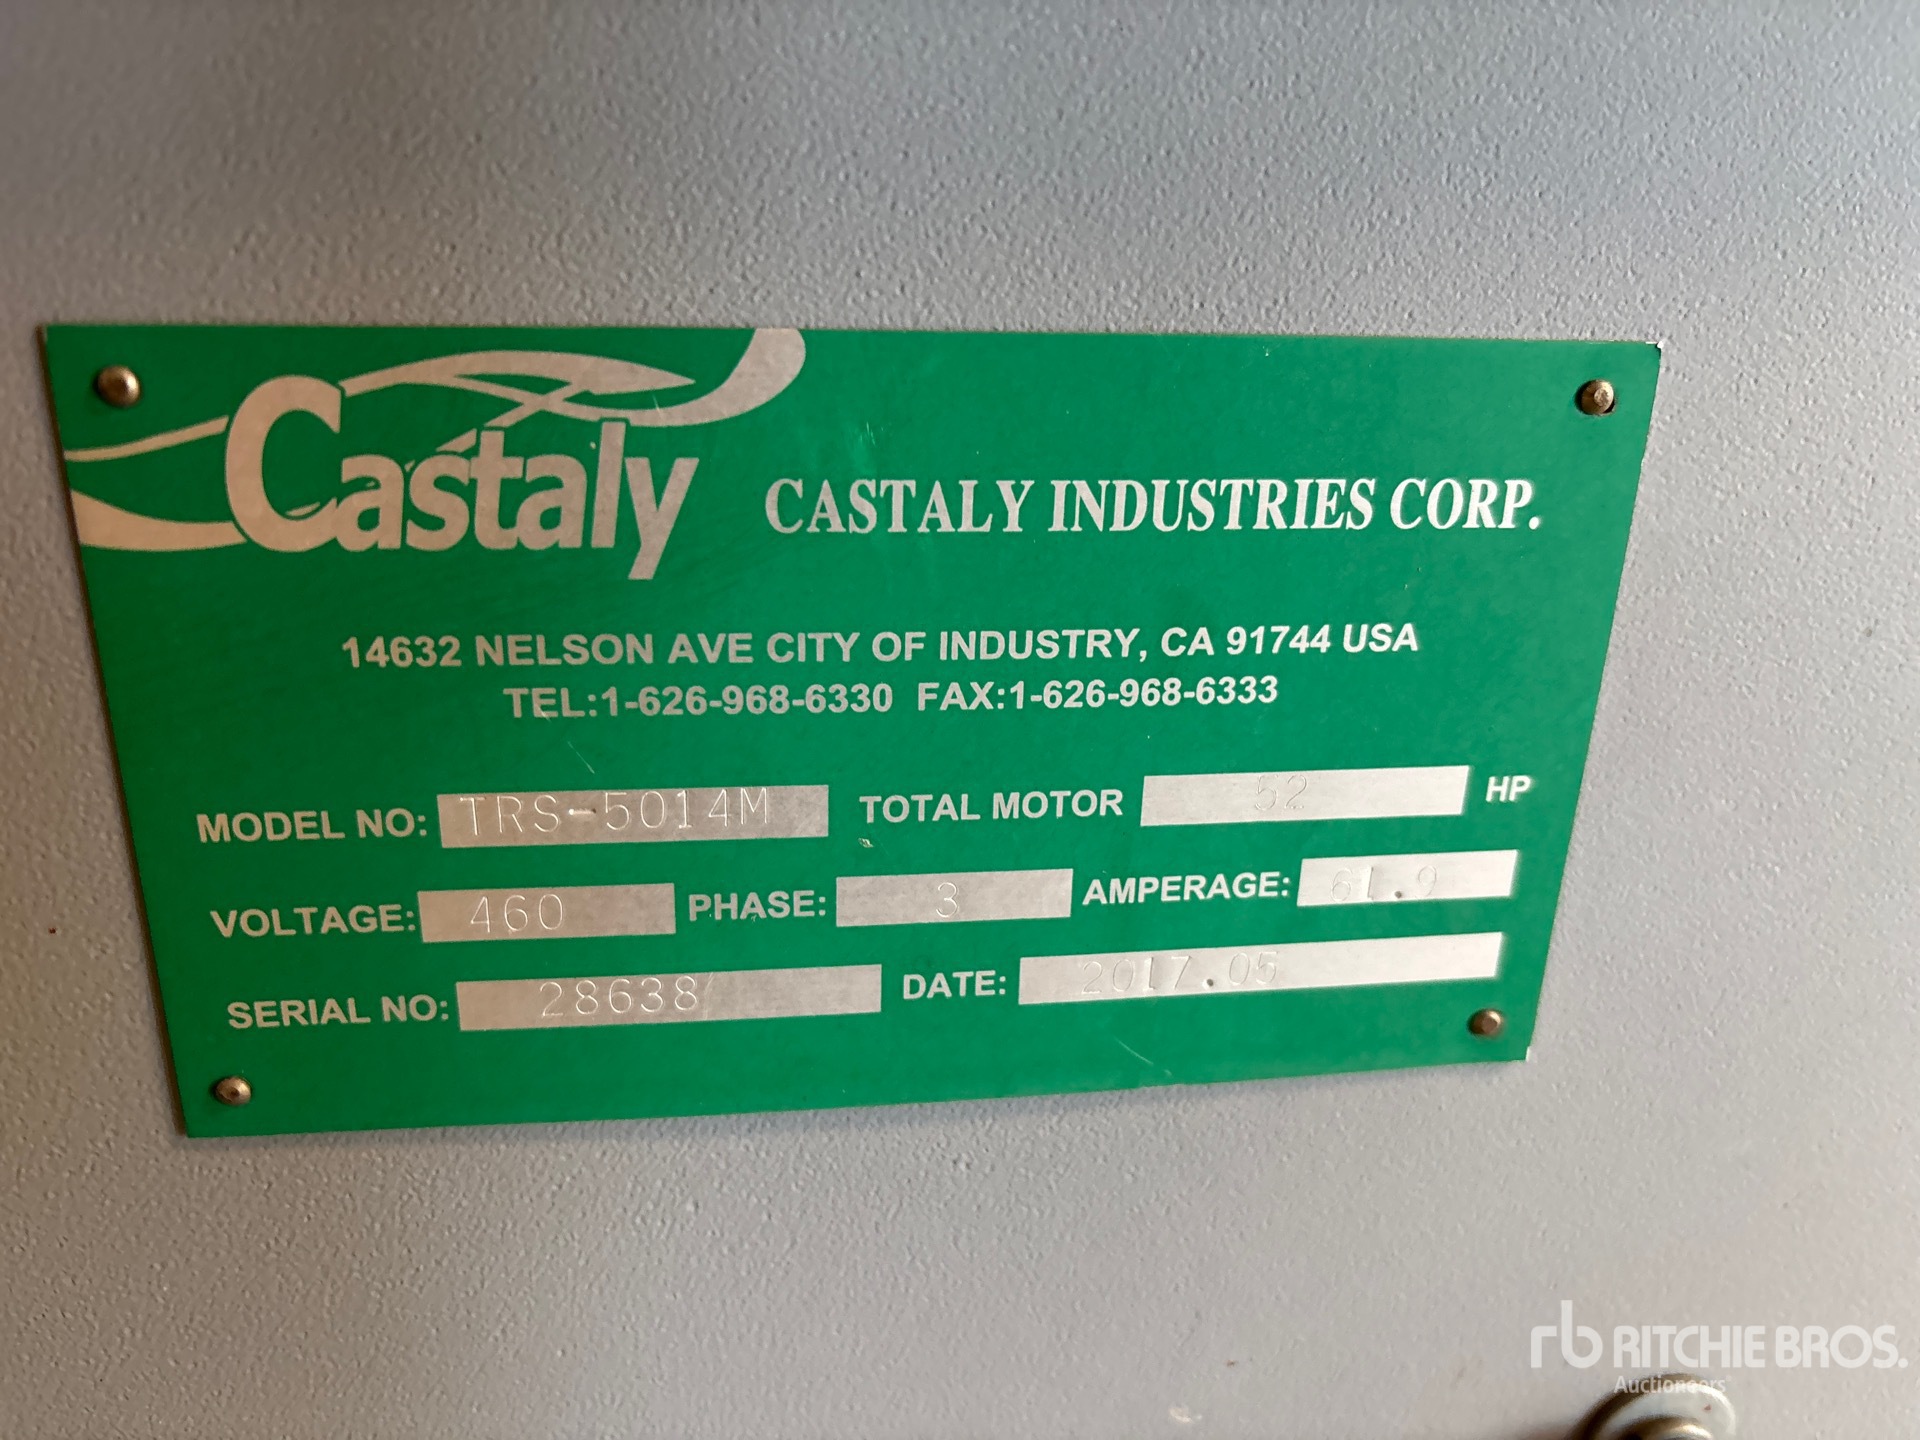 Castaly CASTALY INDUSTRIES CORP.
14632 NELSON AVE CITY OF INDUSTRY, CA 91744 USA
TEL:1-626-968-6330 FAX:1-626-968-6333
MODEL NO: TRS-5014M TOTAL MOTOR 52 HP
VOLTAGE: 460 PHASE: 3 AMPERAGE: 61.9
SERIAL NO: 28638 DATE: 2017.05
rb RITCHIE BROS.
Auctioneers